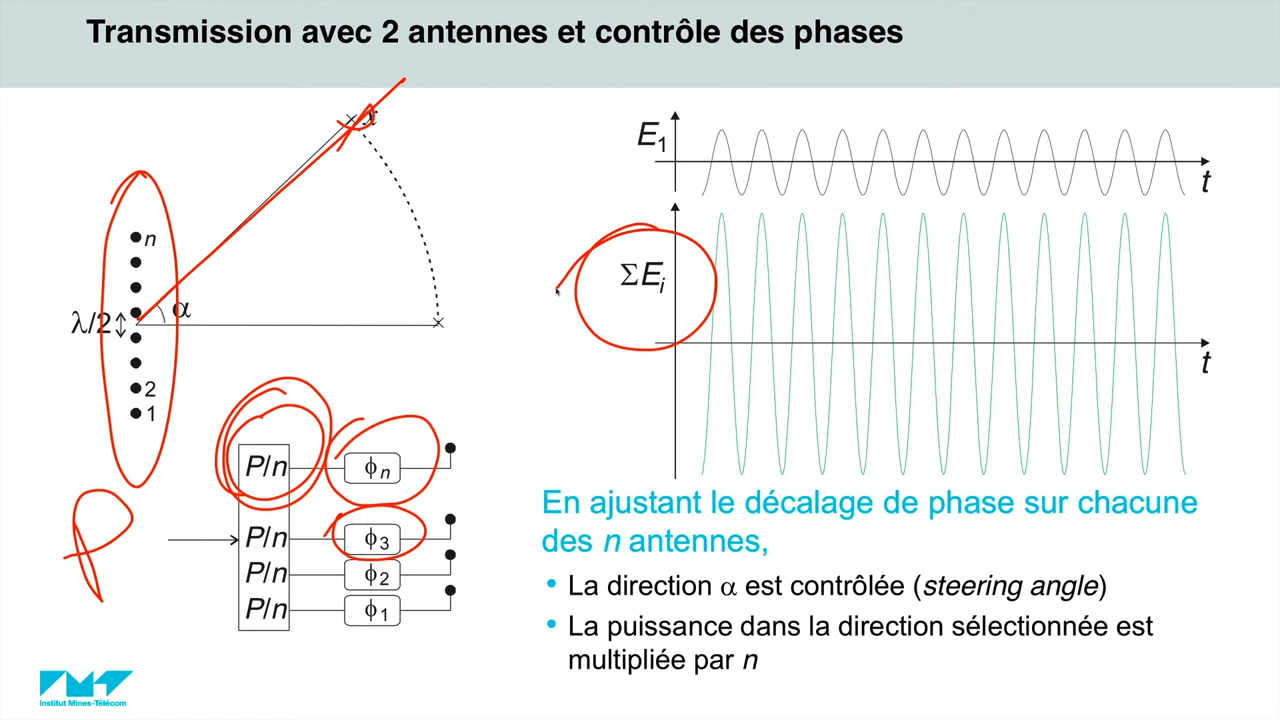 Transmission avec 2 antennes et contrôle des phases
x
n
α
λ/2
2
1
E1
t
ΣEi
t
P/n ϕn
P
P/n ϕ3
P/n ϕ2
P/n ϕ1
En ajustant le décalage de phase sur chacune
des n antennes,
• La direction α est contrôlée (steering angle)
• La puissance dans la direction sélectionnée est
multipliée par n
IMT
Institut Mines-Télécom